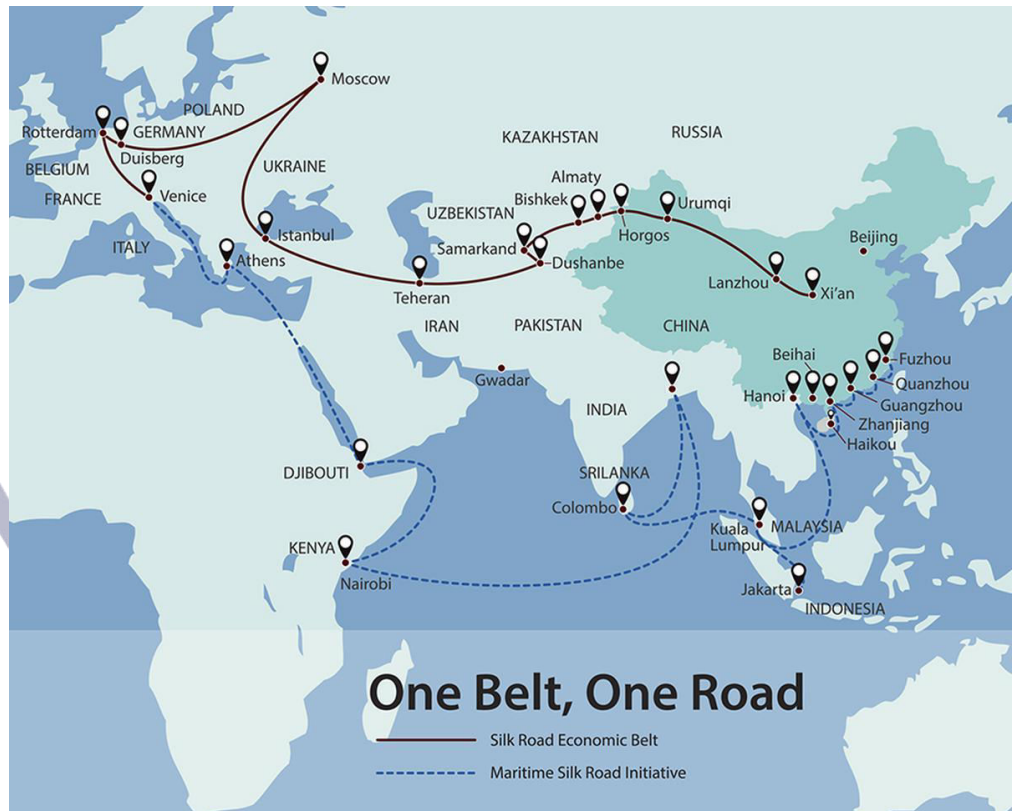 Moscow
POLAND
Rotterdam
GERMANY
Duisberg
BELGIUM
FRANCE
Venice
UKRAINE
ITALY
Istanbul
Athens
KAZAKHSTAN
RUSSIA
Almaty
Bishkek
UZBEKISTAN
Urumqi
Horgos
Samarkand
Dushanbe
Beijing
Lanzhou
Xi'an
Teheran
IRAN
PAKISTAN
CHINA
Gwadar
INDIA
Beihai
Fuzhou
Hanoi
Quanzhou
Guangzhou
Zhanjiang
Haikou
DJIBOUTI
SRILANKA
Colombo
Kuala
Lumpur
MALAYSIA
KENYA
Nairobi
Jakarta
INDONESIA
One Belt, One Road
Silk Road Economic Belt
Maritime Silk Road Initiative